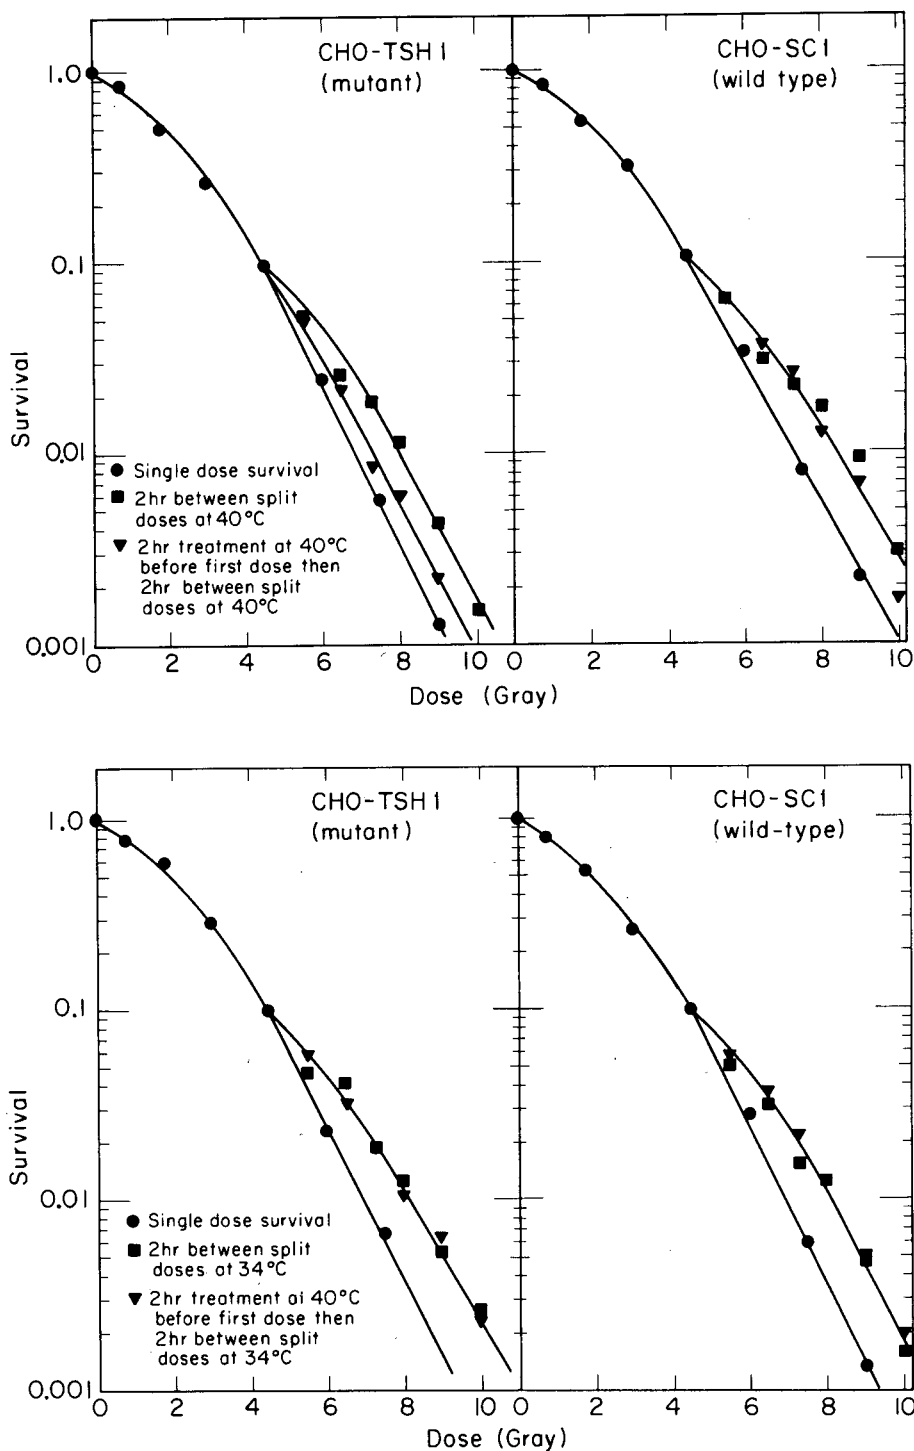 CHO-TSH1
(mutant)
CHO-SC1
(wild type)
1.0
0.1
0.01
0.001
Survival
● Single dose survival
■ 2hr between split
doses at 40°C
▼ 2hr treatment at 40°C
before first dose then
2hr between split
doses at 40°C
0 2 4 6 8 10
0 2 4 6 8 10
Dose (Gray)
CHO-TSH1
(mutant)
CHO-SC1
(wild-type)
1.0
0.1
0.01
0.001
Survival
● Single dose survival
■ 2hr between split
doses at 34°C
▼ 2hr treatment at 40°C
before first dose then
2hr between split
doses at 34°C
0 2 4 6 8 10
0 2 4 6 8 10
Dose (Gray)